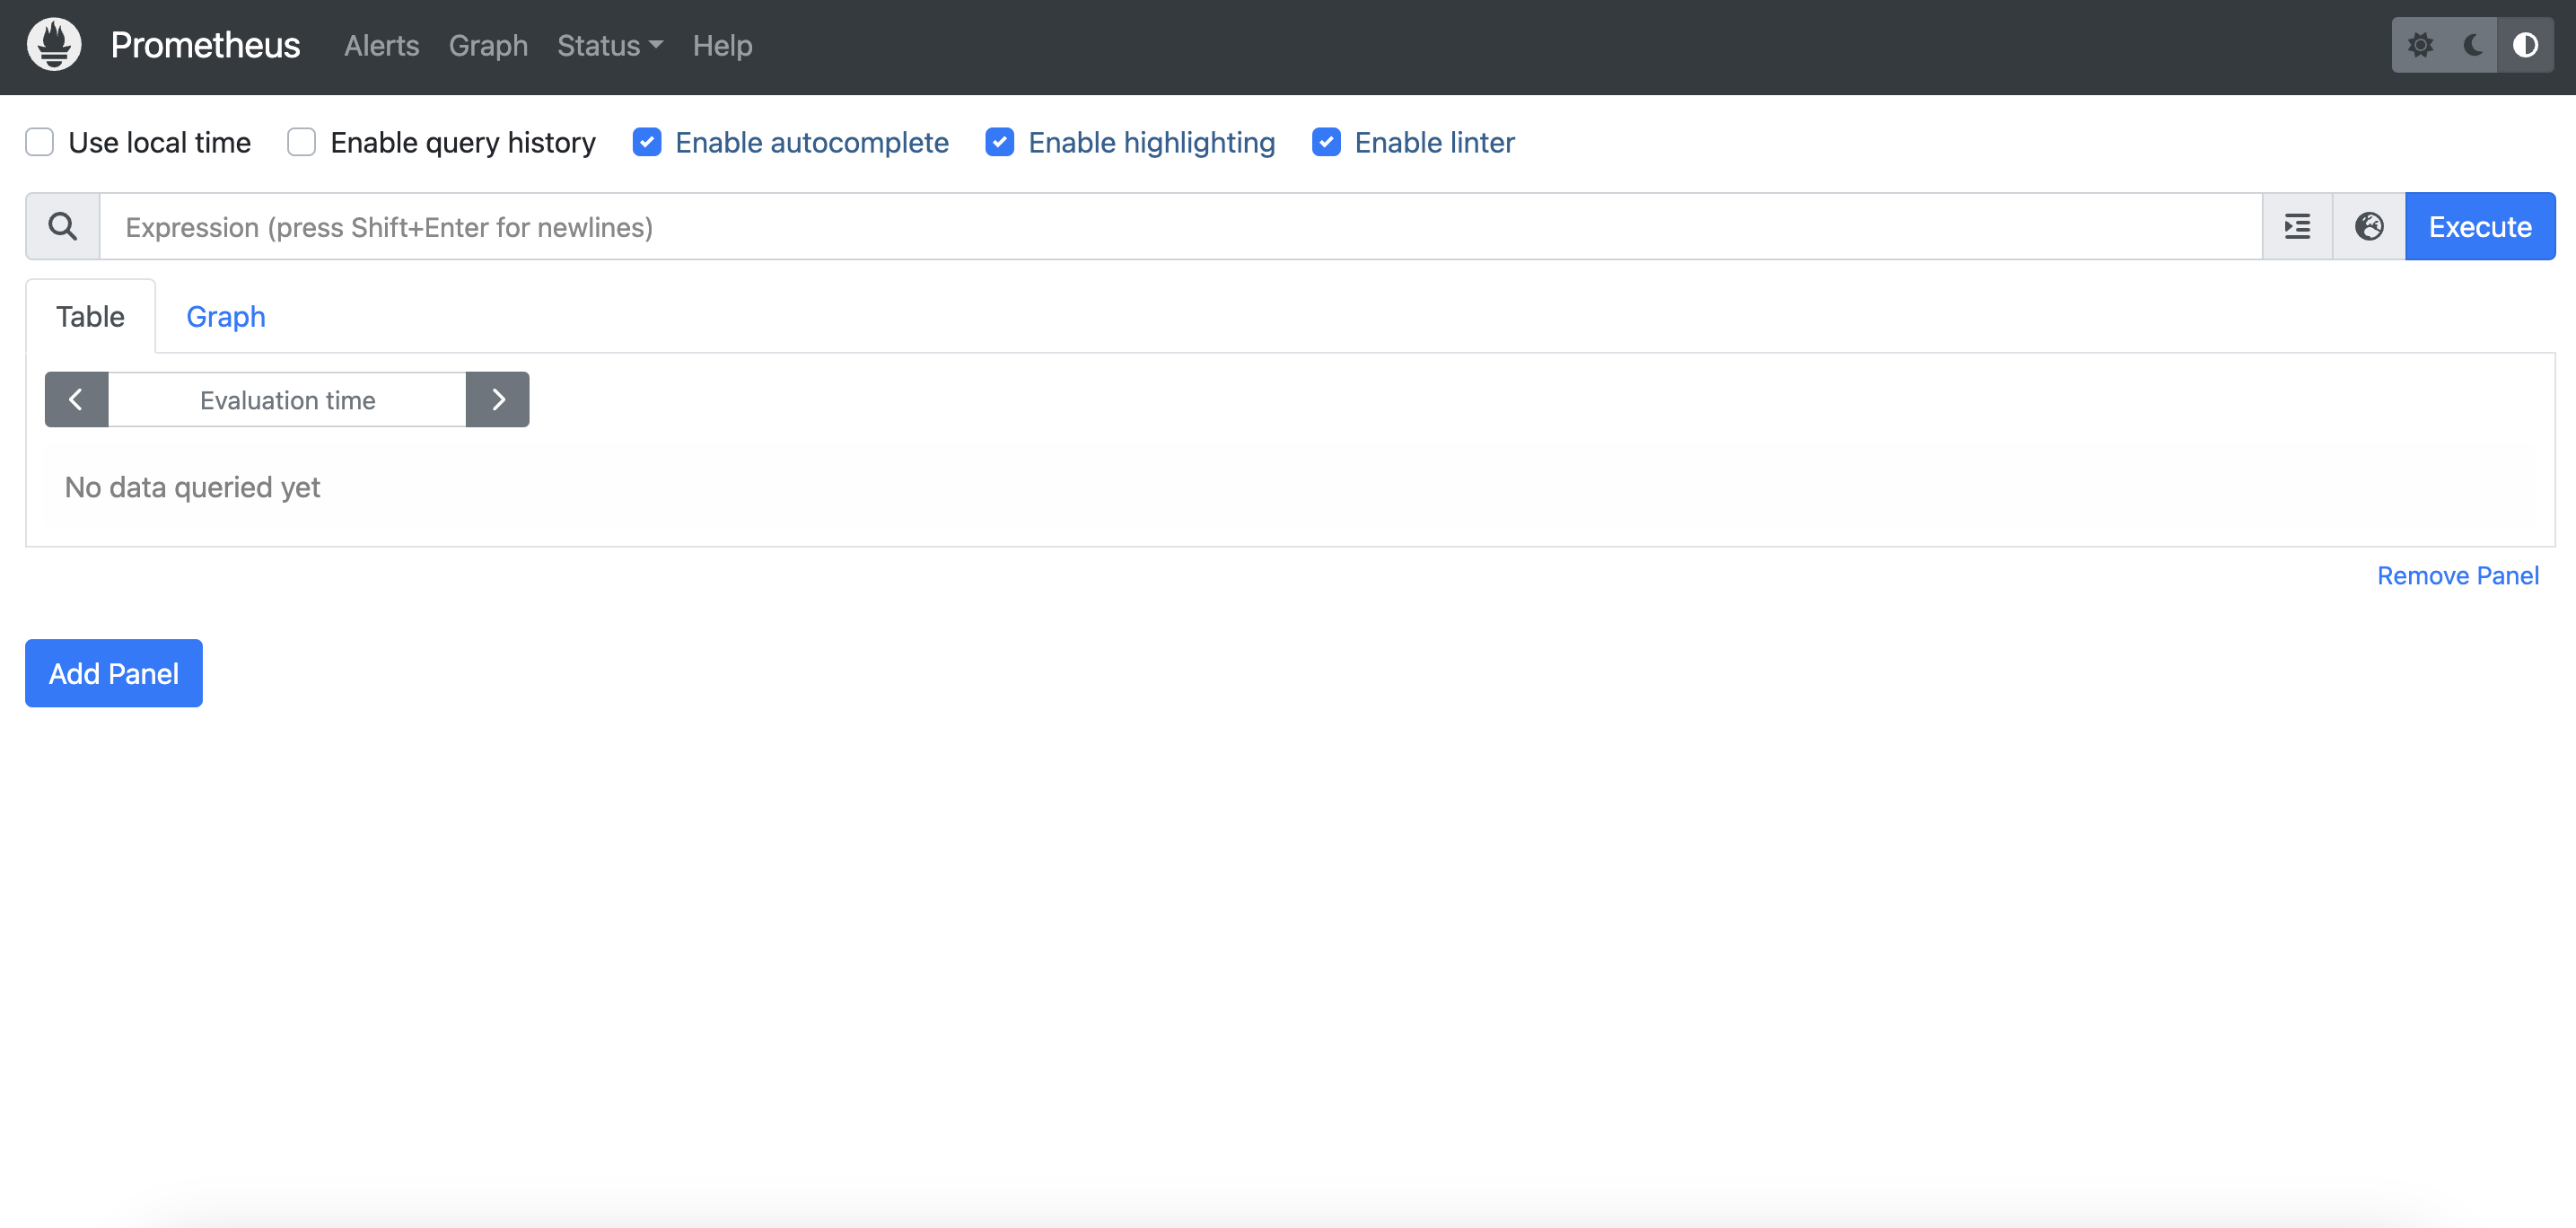 Prometheus Alerts Graph Status Help
Use local time Enable query history Enable autocomplete Enable highlighting Enable linter
Expression (press Shift+Enter for newlines) Execute
Table Graph
Evaluation time
No data queried yet
Remove Panel
Add Panel